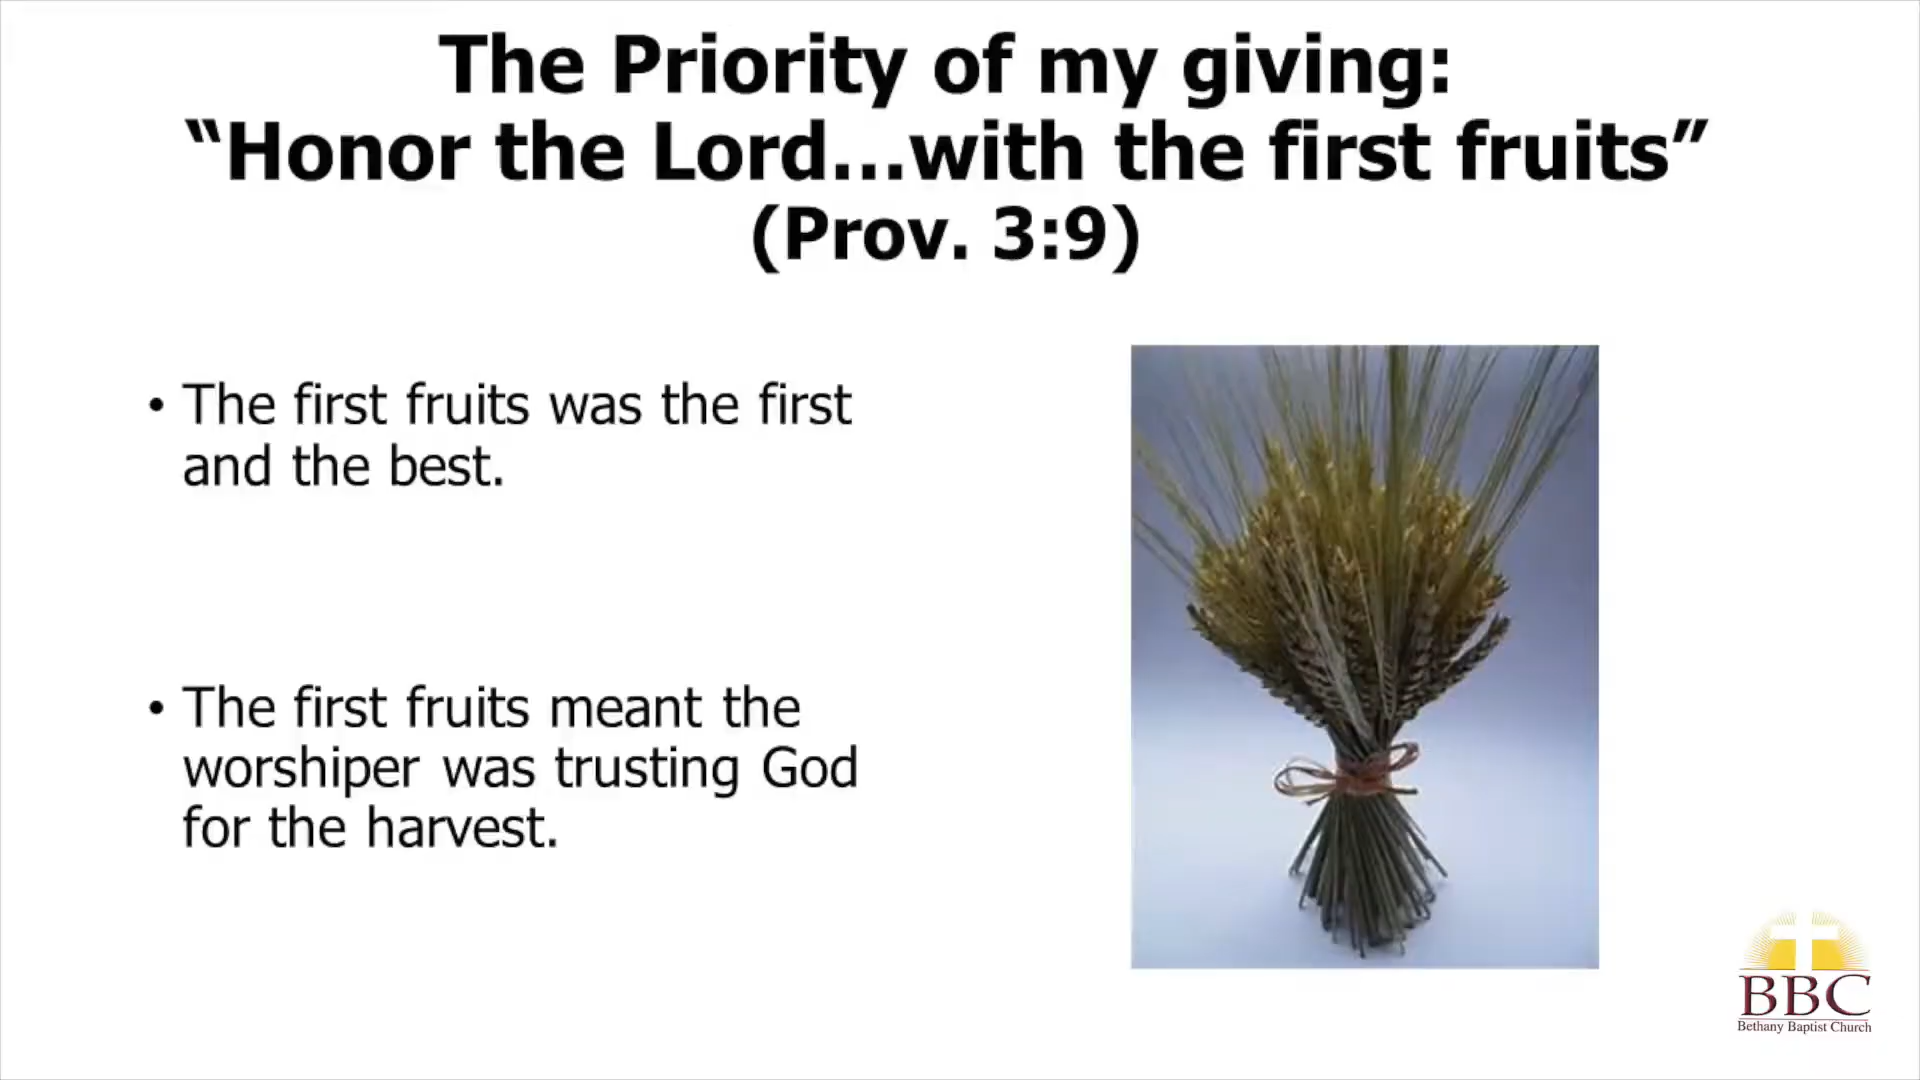 The Priority of my giving:
“Honor the Lord...with the first fruits”
(Prov. 3:9)
• The first fruits was the first
and the best.
• The first fruits meant the
worshiper was trusting God
for the harvest.
BBC
Bethany Baptist Church